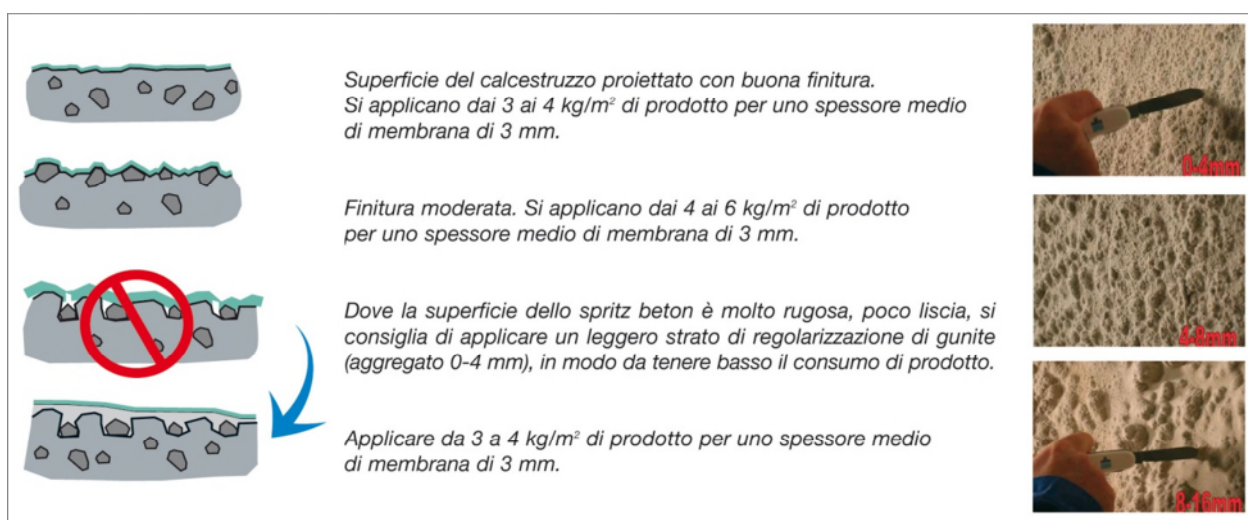 Superficie del calcestruzzo proiettato con buona finitura.
Si applicano dai 3 ai 4 kg/m² di prodotto per uno spessore medio
di membrana di 3 mm.
0-4mm
Finitura moderata. Si applicano dai 4 ai 6 kg/m² di prodotto
per uno spessore medio di membrana di 3 mm.
4-8mm
Dove la superficie dello spritz beton è molto rugosa, poco liscia, si
consiglia di applicare un leggero strato di regolarizzazione di gunite
(aggregato 0-4 mm), in modo da tenere basso il consumo di prodotto.
Applicare da 3 a 4 kg/m² di prodotto per uno spessore medio
di membrana di 3 mm.
8-16mm